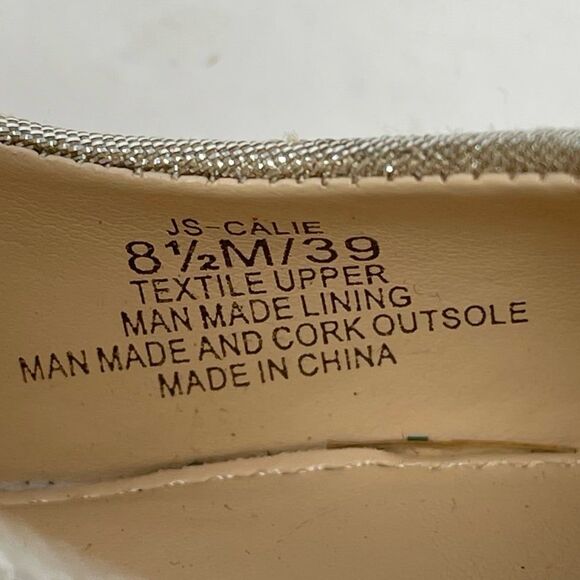 JS-CALIE
8½M/39
TEXTILE UPPER
MAN MADE LINING
MAN MADE AND CORK OUTSOLE
MADE IN CHINA